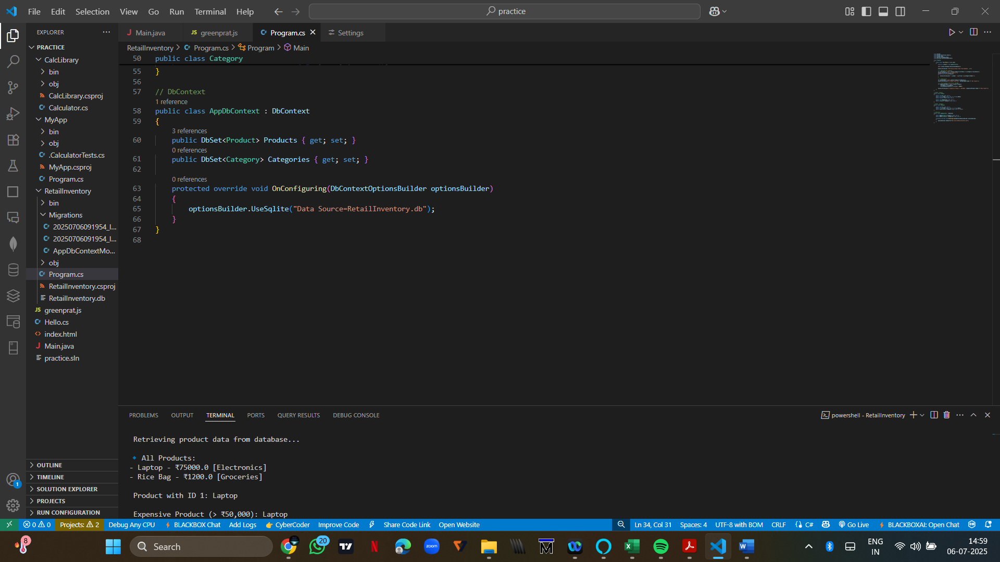 File Edit Selection View Go Run Terminal Help
practice
EXPLORER
PRACTICE
CalcLibrary
bin
obj
CalcLibrary.csproj
Calculator.cs
MyApp
bin
obj
.CalculatorTests.cs
MyApp.csproj
Program.cs
RetailInventory
bin
Migrations
20250706091954_I...
20250706091954_I...
AppDbContextMo...
obj
Program.cs
RetailInventory.csproj
RetailInventory.db
greenprat.js
Hello.cs
index.html
Main.java
practice.sln
OUTLINE
TIMELINE
SOLUTION EXPLORER
PROJECTS
RUN CONFIGURATION
Main.java greenprat.js Program.cs Settings
RetailInventory > Program.cs > Program > Main
50 public class Category
55 }
56
57 // DbContext
1 reference
58 public class AppDbContext : DbContext
59 {
3 references
60 public DbSet<Product> Products { get; set; }
0 references
61 public DbSet<Category> Categories { get; set; }
62
0 references
63 protected override void OnConfiguring(DbContextOptionsBuilder optionsBuilder)
64 {
65 optionsBuilder.UseSqlite("Data Source=RetailInventory.db");
66 }
67 }
68
PROBLEMS OUTPUT TERMINAL PORTS QUERY RESULTS DEBUG CONSOLE
powershell - RetailInventory
Retrieving product data from database...
All Products:
- Laptop - ₹75000.0 [Electronics]
- Rice Bag - ₹1200.0 [Groceries]
Product with ID 1: Laptop
Expensive Product (> ₹50,000): Laptop
1
0 0 Projects: 2 Debug Any CPU BLACKBOX Chat Add Logs CyberCoder Improve Code Share Code Link Open Website
Ln 34, Col 31 Spaces: 4 UTF-8 with BOM CRLF {} C# Go Live BLACKBOXAI: Open Chat
8
Search
20
zoom
ENG
IN
14:59
06-07-2025